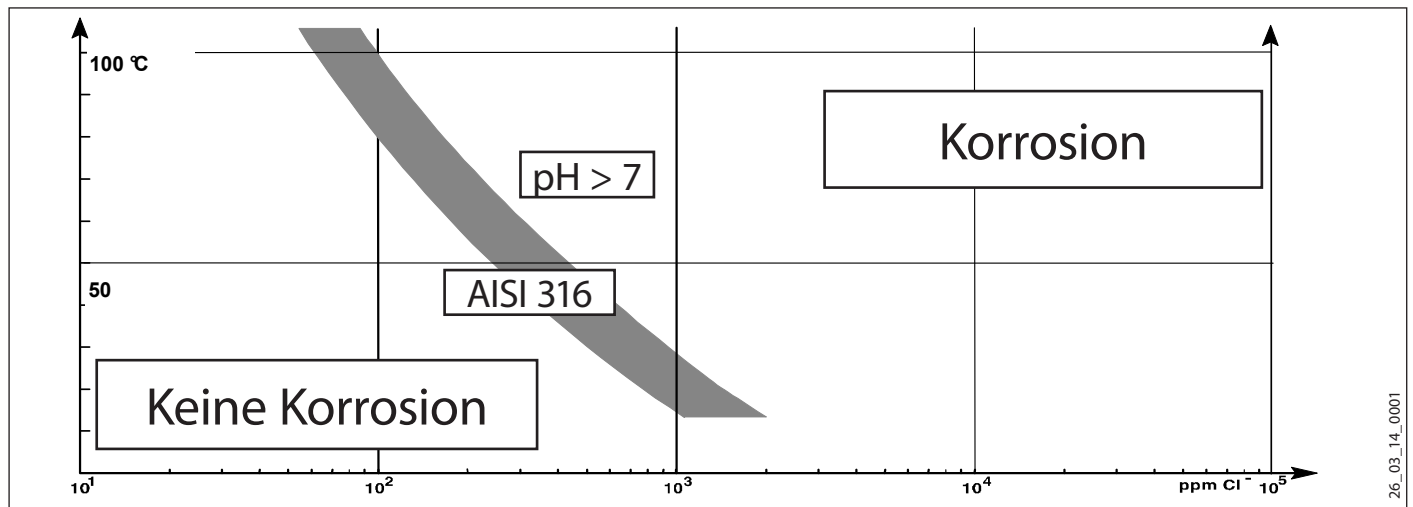 100 °C
Korrosion
pH > 7
50
AISI 316
Keine Korrosion
10¹ 10² 10³ 10⁴ ppm Cl⁻ 10⁵
26_03_14_0001